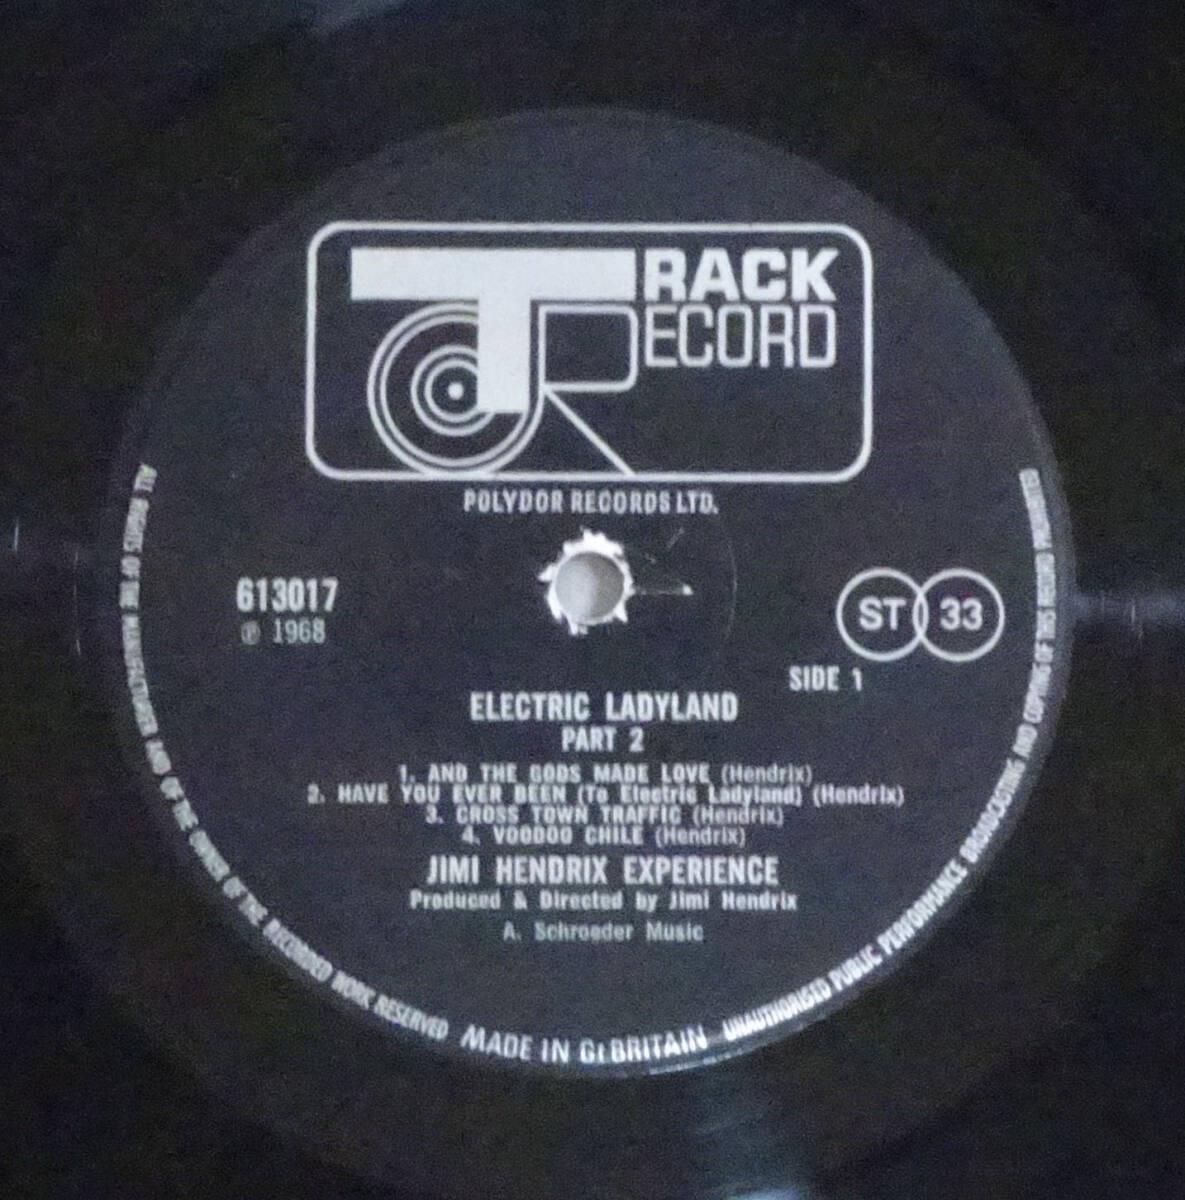 TRACK
RECORD
POLYDOR RECORDS LTD.
613017
℗ 1968
ST 33
SIDE 1
ELECTRIC LADYLAND
PART 2
1. AND THE GODS MADE LOVE (Hendrix)
2. HAVE YOU EVER BEEN (To Electric Ladyland) (Hendrix)
3. CROSS TOWN TRAFFIC (Hendrix)
4. VOODOO CHILE (Hendrix)
JIMI HENDRIX EXPERIENCE
Produced & Directed by Jimi Hendrix
A. Schroeder Music
ALL RIGHTS OF THE MANUFACTURER AND OF THE OWNER OF THE RECORDED WORK RESERVED MADE IN Gt BRITAIN UNAUTHORISED PUBLIC PERFORMANCE BROADCASTING AND COPYING OF THIS RECORD PROHIBITED